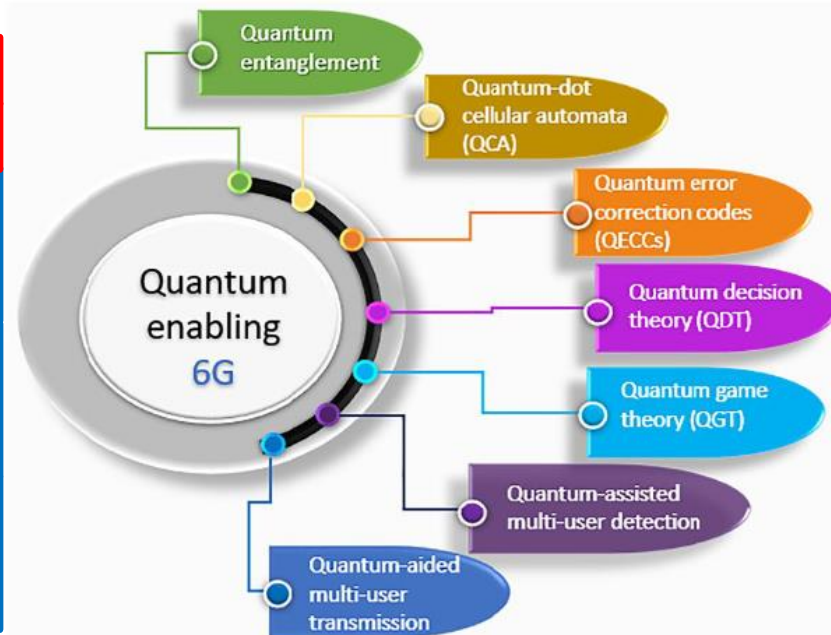 Quantum
entanglement
Quantum-dot
cellular automata
(QCA)
Quantum error
correction codes
(QECCs)
Quantum decision
theory (QDT)
Quantum game
theory (QGT)
Quantum-assisted
multi-user detection
Quantum-aided
multi-user
transmission
Quantum
enabling
6G